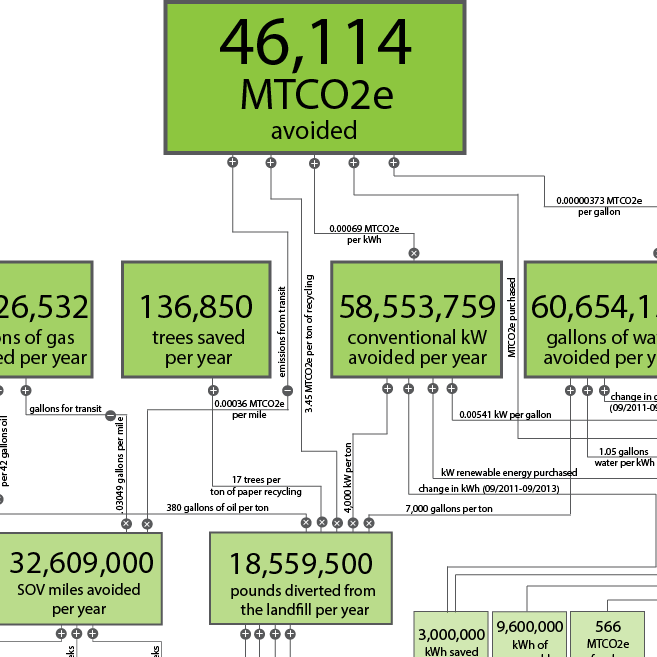 46,114
MTCO2e
avoided
0.00000373 MTCO2e
per gallon
0.00069 MTCO2e
per kWh
26,532
ons of gas
ed per year
136,850
trees saved
per year
emissions from transit
3.45 MTCO2e per ton of recycling
58,553,759
conventional kW
avoided per year
MTCO2e purchased
60,654,1
gallons of wa
avoided per y
gallons for transit
0.00036 MTCO2e
per mile
per 42 gallons oil
.03049 gallons per mile
0.00541 kW per gallon
change in
(09/2011-09
1.05 gallons
water per kWh
17 trees per
ton of paper recycling
4,000 kW per ton
kW renewable energy purchased
change in kWh (09/2011-09/2013)
380 gallons of oil per ton
7,000 gallons per ton
32,609,000
SOV miles avoided
per year
18,559,500
pounds diverted from
the landfill per year
3,000,000
kWh saved
9,600,000
kWh of
566
MTCO2e
eks
eks